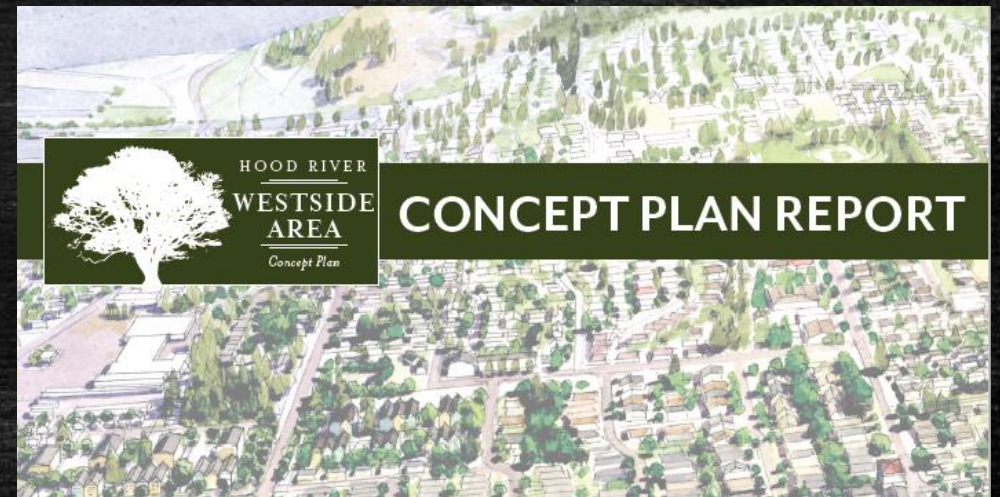 HOOD RIVER
WESTSIDE
AREA
Concept Plan
CONCEPT PLAN REPORT